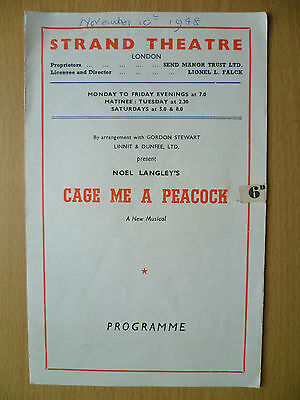 November 10th 1948
STRAND THEATRE
LONDON
Proprietors ... ... ... ... ... SEND MANOR TRUST LTD.
Licensee and Director ... ... ... LIONEL L. FALCK
MONDAY TO FRIDAY EVENINGS at 7.0
MATINEE : TUESDAY at 2.30
SATURDAYS at 5.0 & 8.0
By arrangement with GORDON STEWART
LINNIT & DUNFEE, LTD.
present
NOEL LANGLEY'S
CAGE ME A PEACOCK
6D
A New Musical
PROGRAMME